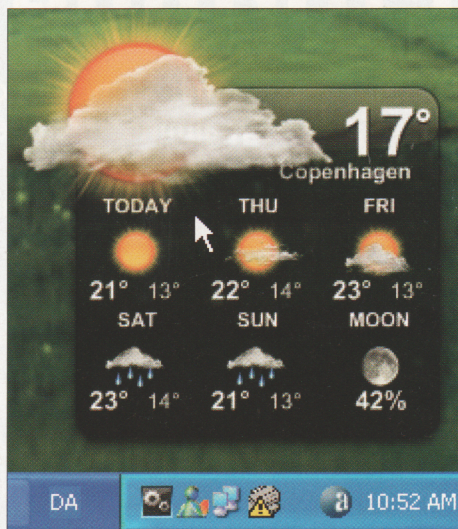 17°
Copenhagen
TODAY THU FRI
21° 13° 22° 14° 23° 13°
SAT SUN MOON
23° 14° 21° 13° 42%
DA a 10:52 AM